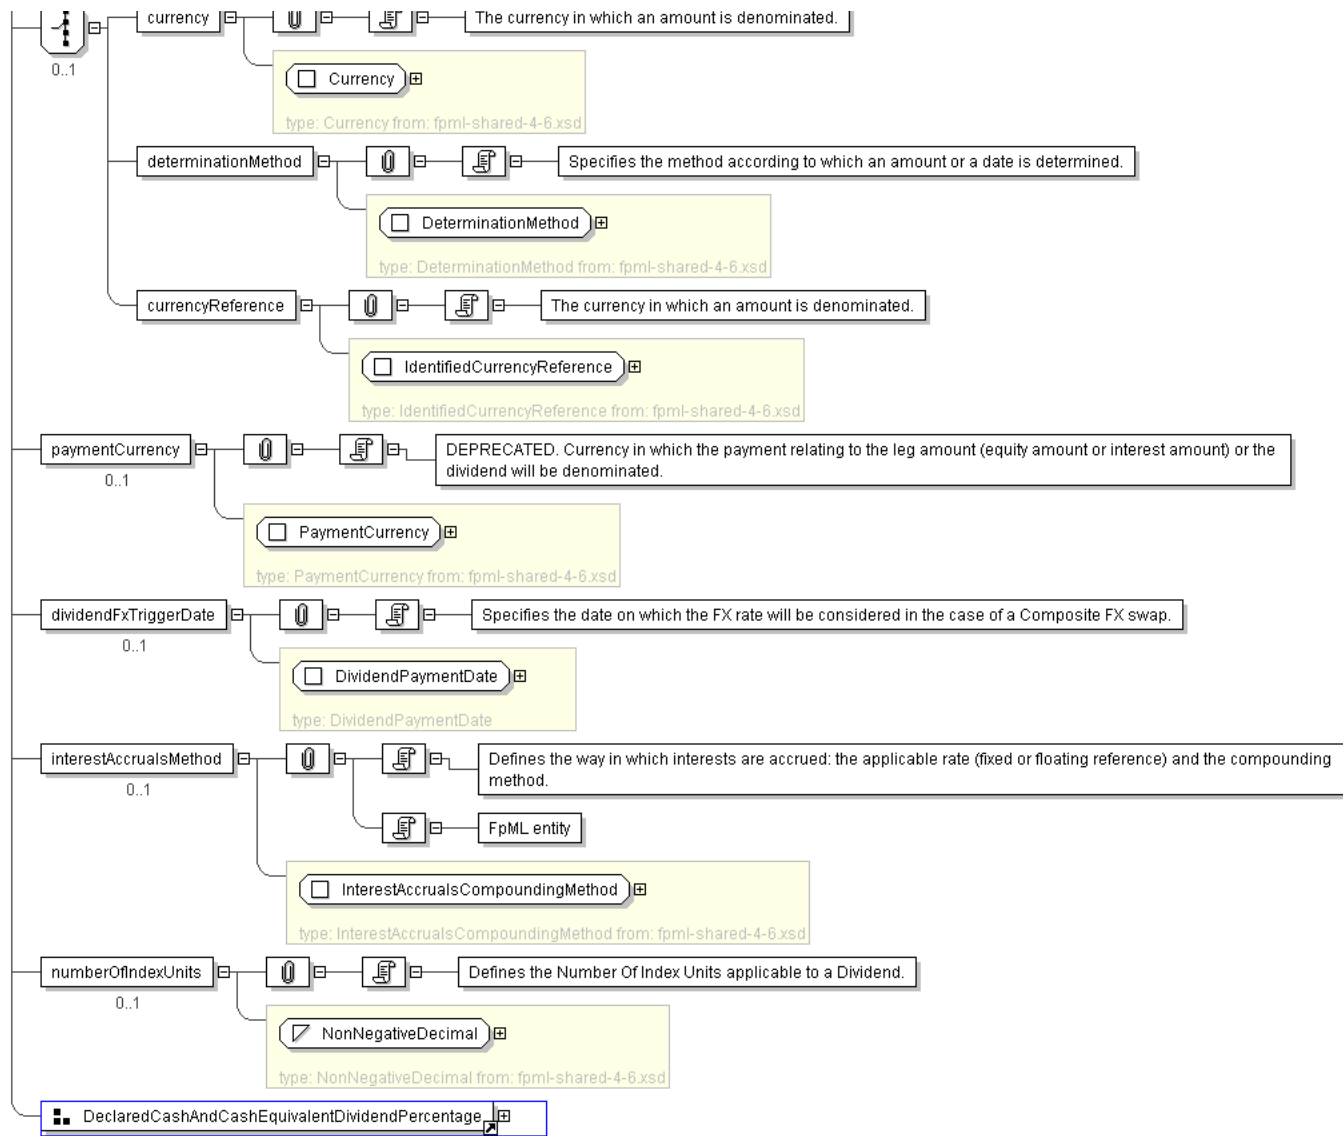 currency
The currency in which an amount is denominated.
0..1
Currency
type: Currency from: fpml-shared-4-6.xsd
determinationMethod
Specifies the method according to which an amount or a date is determined.
DeterminationMethod
type: DeterminationMethod from: fpml-shared-4-6.xsd
currencyReference
The currency in which an amount is denominated.
IdentifiedCurrencyReference
type: IdentifiedCurrencyReference from: fpml-shared-4-6.xsd
paymentCurrency
0..1
DEPRECATED. Currency in which the payment relating to the leg amount (equity amount or interest amount) or the
dividend will be denominated.
PaymentCurrency
type: PaymentCurrency from: fpml-shared-4-6.xsd
dividendFxTriggerDate
0..1
Specifies the date on which the FX rate will be considered in the case of a Composite FX swap.
DividendPaymentDate
type: DividendPaymentDate
interestAccrualsMethod
0..1
Defines the way in which interests are accrued: the applicable rate (fixed or floating reference) and the compounding
method.
FpML entity
InterestAccrualsCompoundingMethod
type: InterestAccrualsCompoundingMethod from: fpml-shared-4-6.xsd
numberOfIndexUnits
0..1
Defines the Number Of Index Units applicable to a Dividend.
NonNegativeDecimal
type: NonNegativeDecimal from: fpml-shared-4-6.xsd
DeclaredCashAndCashEquivalentDividendPercentage